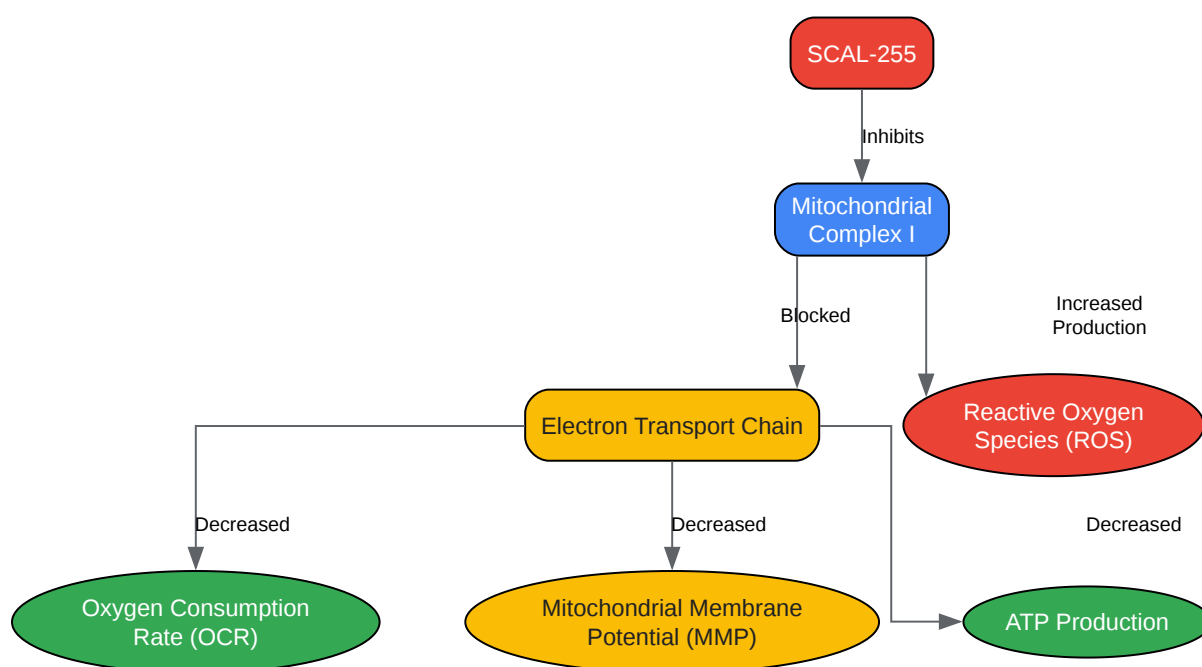 SCAL-255
Inhibits
Mitochondrial
Complex I
Blocked
Increased
Production
Electron Transport Chain
Reactive Oxygen
Species (ROS)
Decreased
Decreased
Decreased
Oxygen Consumption
Rate (OCR)
Mitochondrial Membrane
Potential (MMP)
ATP Production